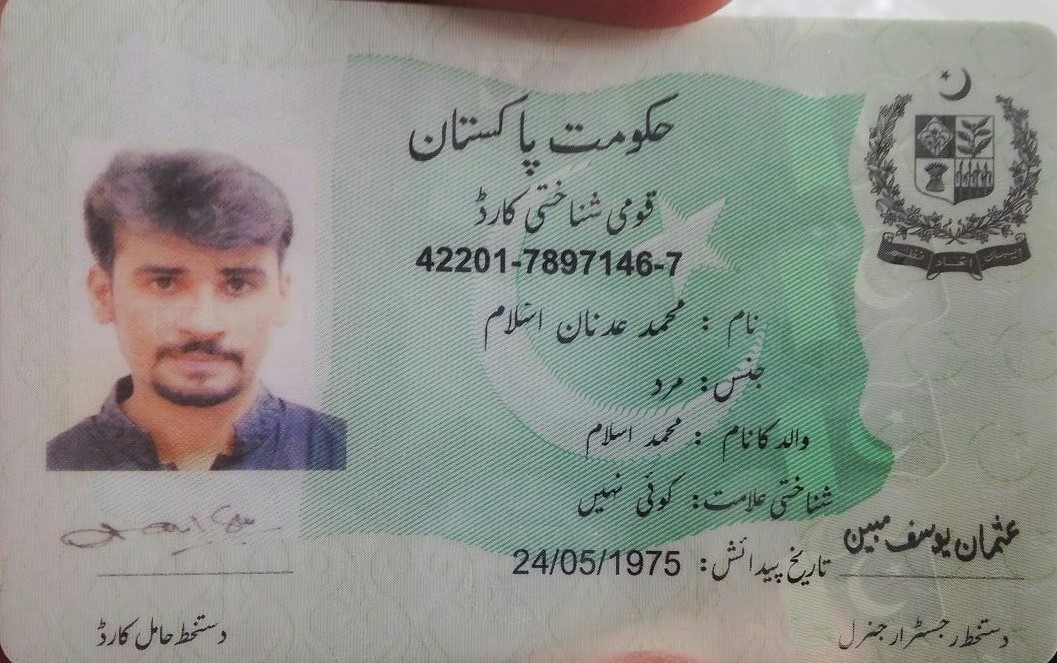 حکومت پاکستان
قومی شناختی کارڈ
42201-7897146-7
نام : محمد عدنان اسلام
جنس: مرد
والد کا نام : محمد اسلام
شناختی علامت: کوئی نہیں
تاریخ پیدائش: 24/05/1975
عثمان یوسف مبین
دستخط حامل کارڈ
دستخط رجسٹرار جنرل